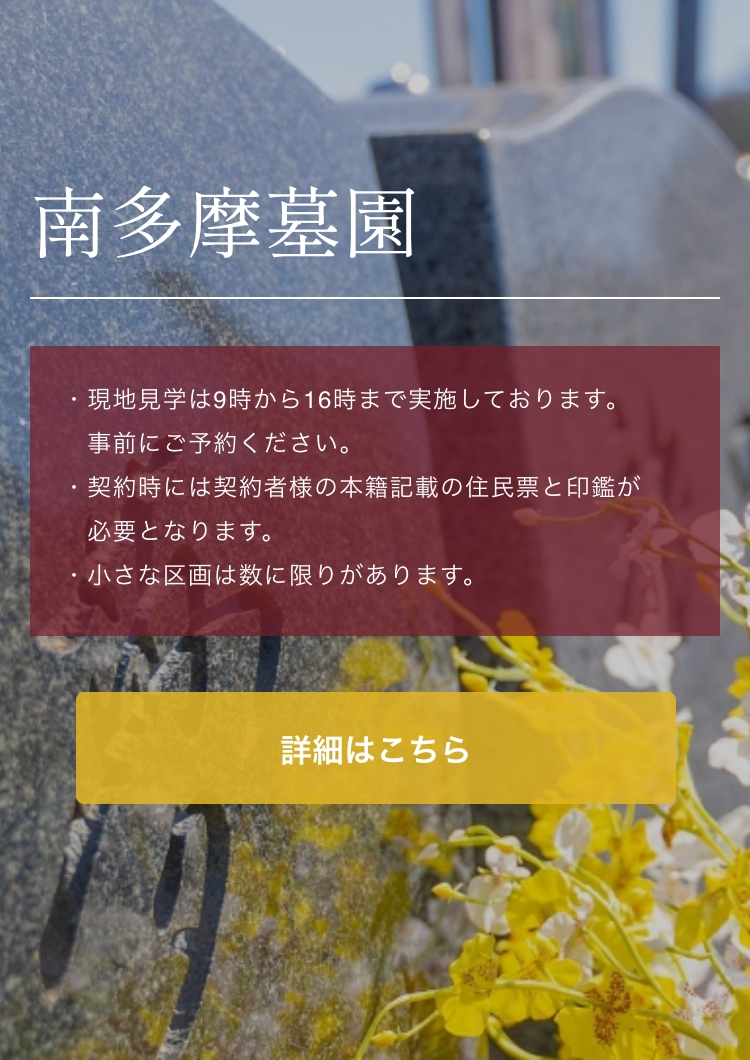 南多摩墓園
・現地見学は9時から16時まで実施しております。
事前にご予約ください。
・契約時には契約者様の本籍記載の住民票と印鑑が
必要となります。
・小さな区画は数に限りがあります。
詳細はこちら